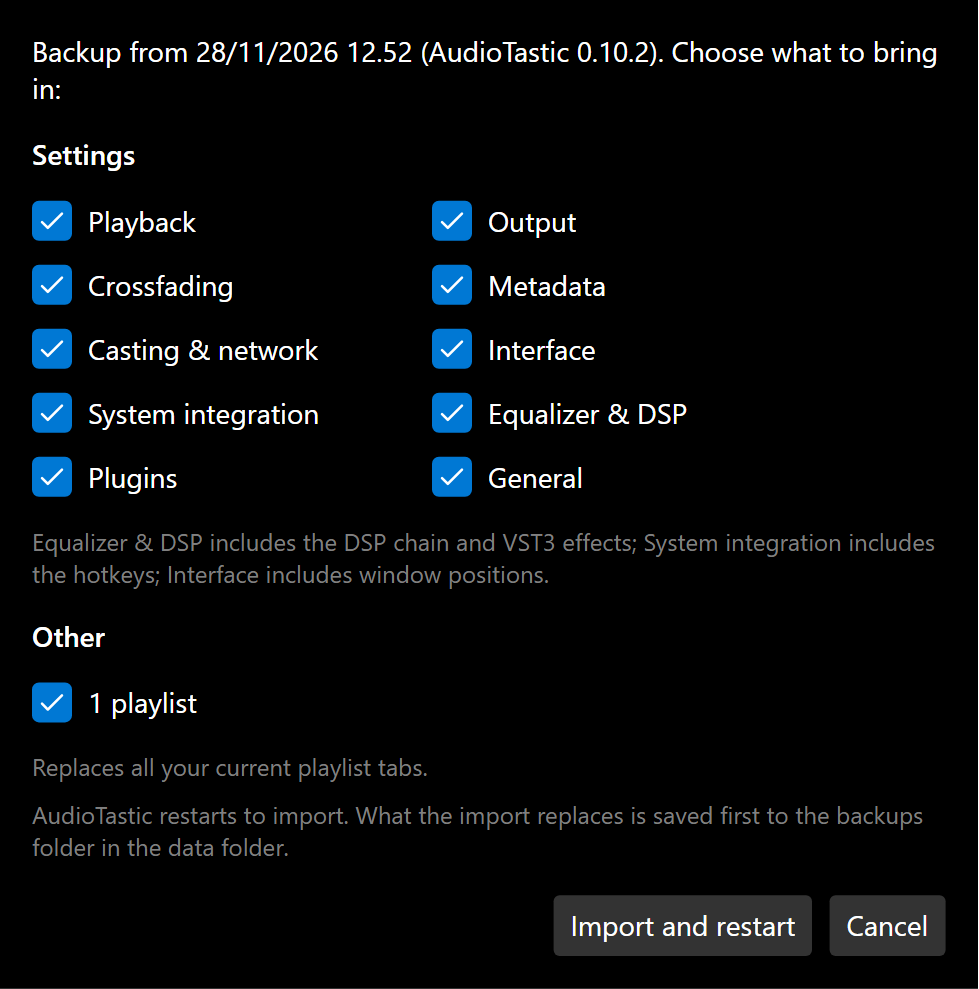 Backup from 28/11/2026 12.52 (AudioTastic 0.10.2). Choose what to bring
in:
Settings
Playback
Output
Crossfading
Metadata
Casting & network
Interface
System integration
Equalizer & DSP
Plugins
General
Equalizer & DSP includes the DSP chain and VST3 effects; System integration includes
the hotkeys; Interface includes window positions.
Other
1 playlist
Replaces all your current playlist tabs.
AudioTastic restarts to import. What the import replaces is saved first to the backups
folder in the data folder.
Import and restart
Cancel